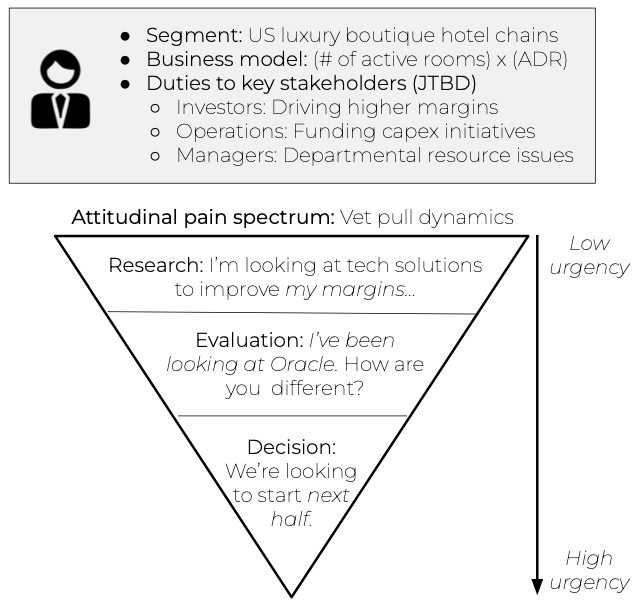 ● Segment: US luxury boutique hotel chains
● Business model: (# of active rooms) x (ADR)
● Duties to key stakeholders (JTBD)
○ Investors: Driving higher margins
○ Operations: Funding capex initiatives
○ Managers: Departmental resource issues
Attitudinal pain spectrum: Vet pull dynamics
Low
urgency
Research: I'm looking at tech solutions
to improve my margins...
Evaluation: I've been
looking at Oracle. How are
you different?
Decision:
We're looking
to start next
half.
High
urgency